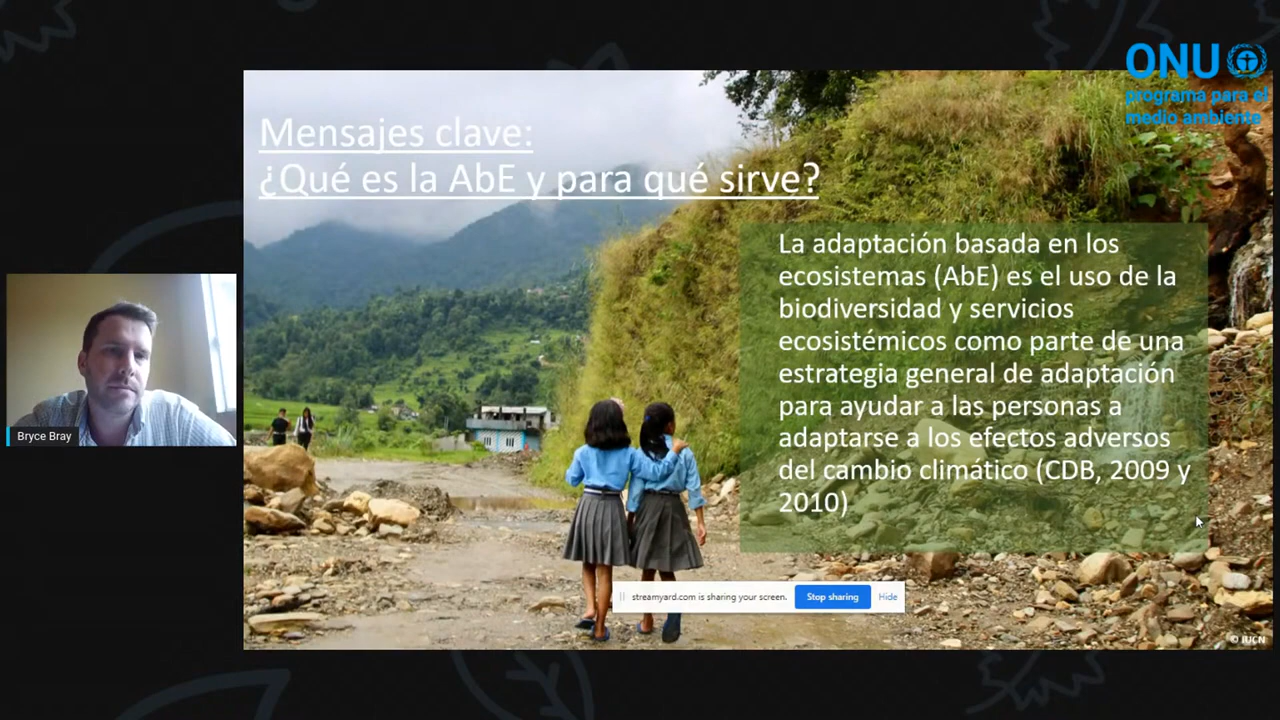 ONU
programa para el
medio ambiente
Mensajes clave:
¿Qué es la AbE y para qué sirve?
La adaptación basada en los
ecosistemas (AbE) es el uso de la
biodiversidad y servicios
ecosistémicos como parte de una
estrategia general de adaptación
para ayudar a las personas a
adaptarse a los efectos adversos
del cambio climático (CDB, 2009 y
2010)
Bryce Bray
streamyard.com is sharing your screen. Stop sharing Hide
© IUCN